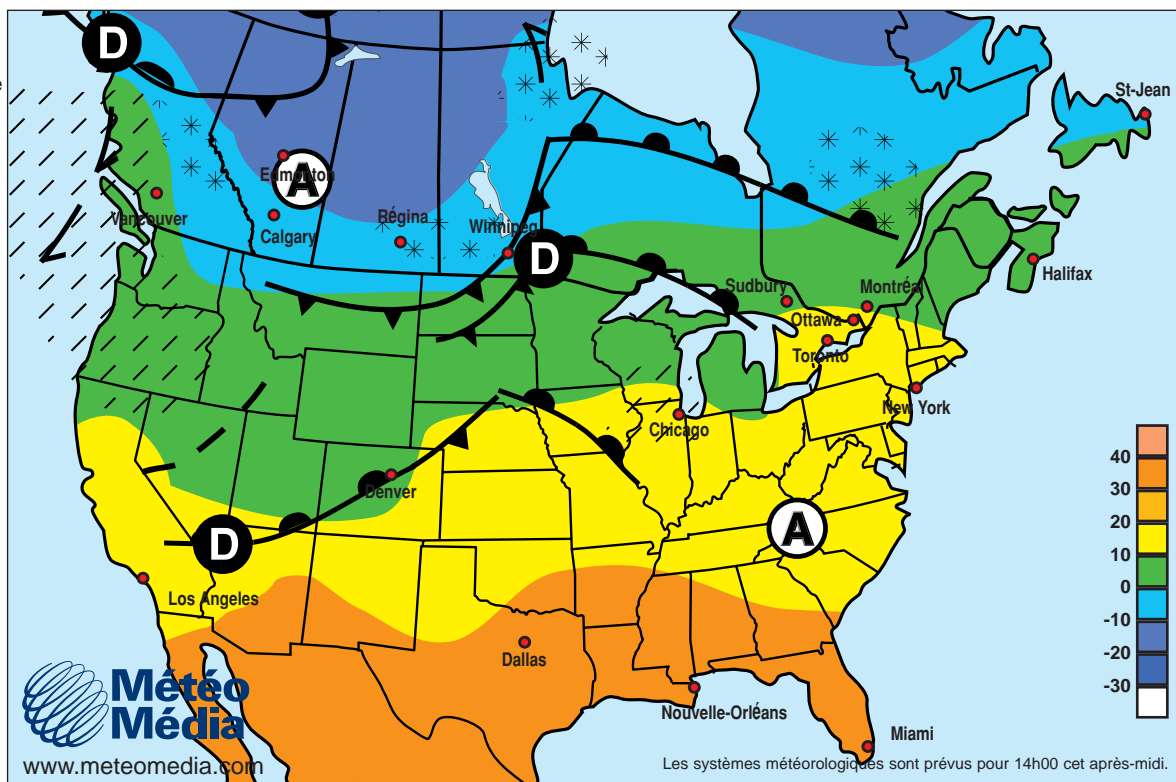 D
e
St-Jean
Edmonton
A
Vancouver
Calgary
Régina
Winnipeg
D
Halifax
Sudbury
Montréa
Ottawa
Toronto
New York
Chicago
Denver
D
A
Los Angeles
Dallas
Nouvelle-Orléans
Miami
40
30
20
10
0
-10
-20
-30
Météo
Média
www.meteomedia.com
Les systèmes météorologiques sont prévus pour 14h00 cet après-midi.